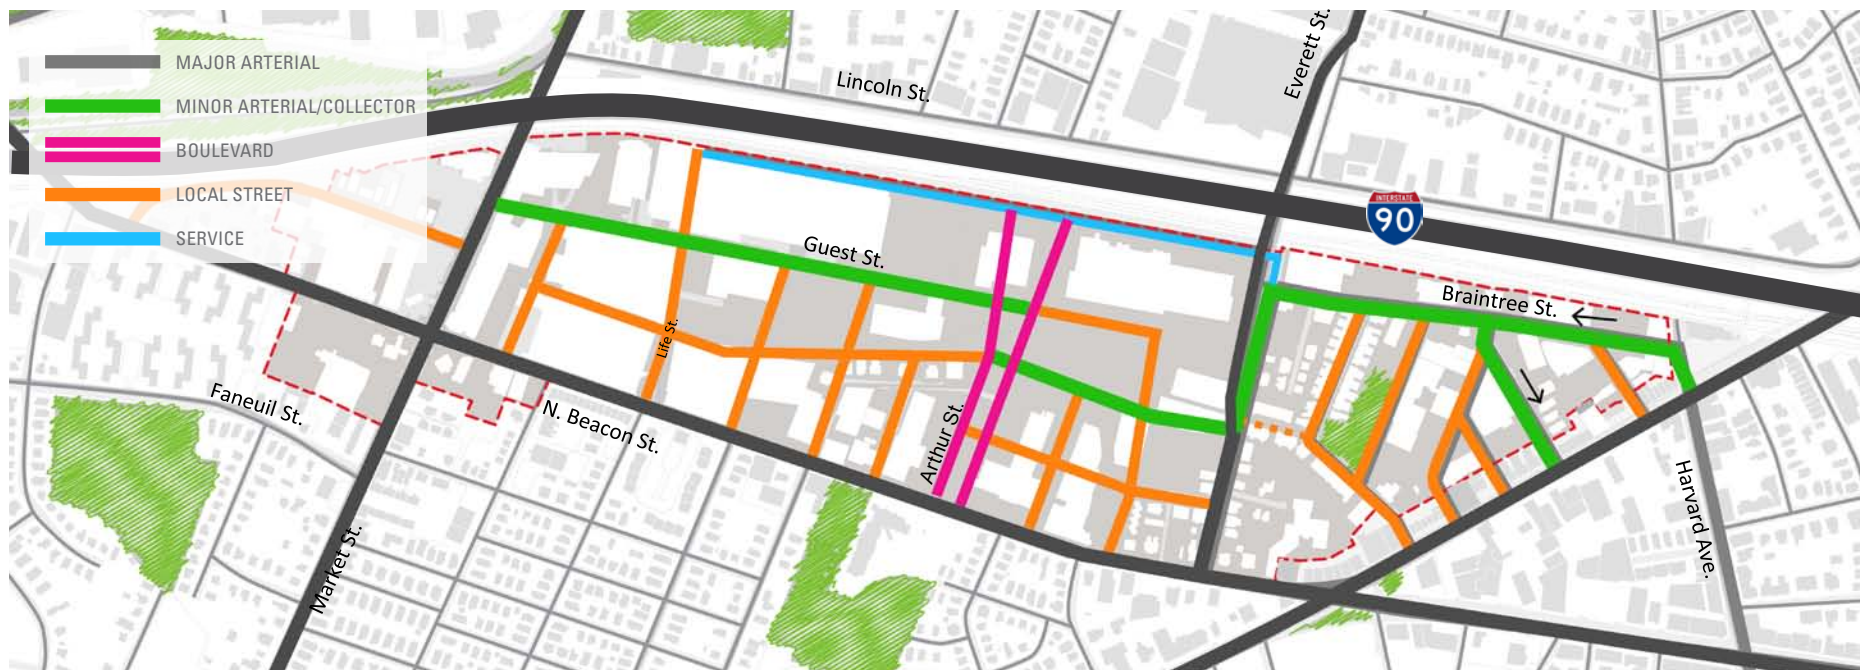 MAJOR ARTERIAL
MINOR ARTERIAL/COLLECTOR
BOULEVARD
LOCAL STREET
SERVICE
Lincoln St.
Everett St.
INTERSTATE
90
Guest St.
Braintree St.
Life St.
Faneuil St.
N. Beacon St.
Arthur St.
Market St.
Harvard Ave.